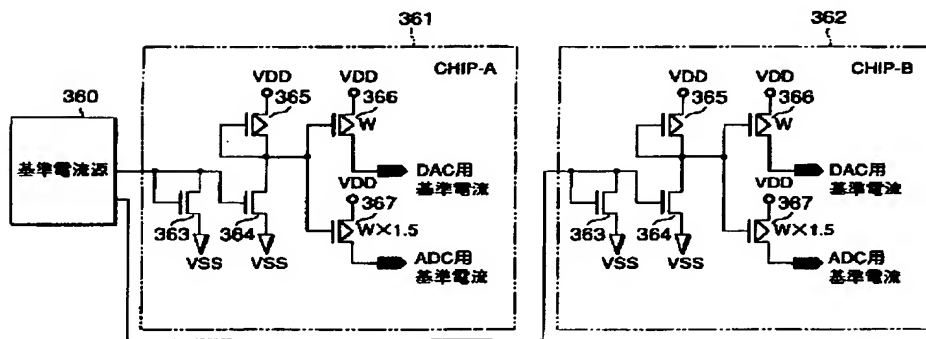 361
362
360
基準電流源
CHIP-A
VDD
365
VDD
366
W
DAC用
基準電流
VDD
367
W×1.5
363
364
VSS
VSS
ADC用
基準電流
CHIP-B
VDD
365
VDD
366
W
DAC用
基準電流
VDD
367
W×1.5
363
364
VSS
VSS
ADC用
基準電流